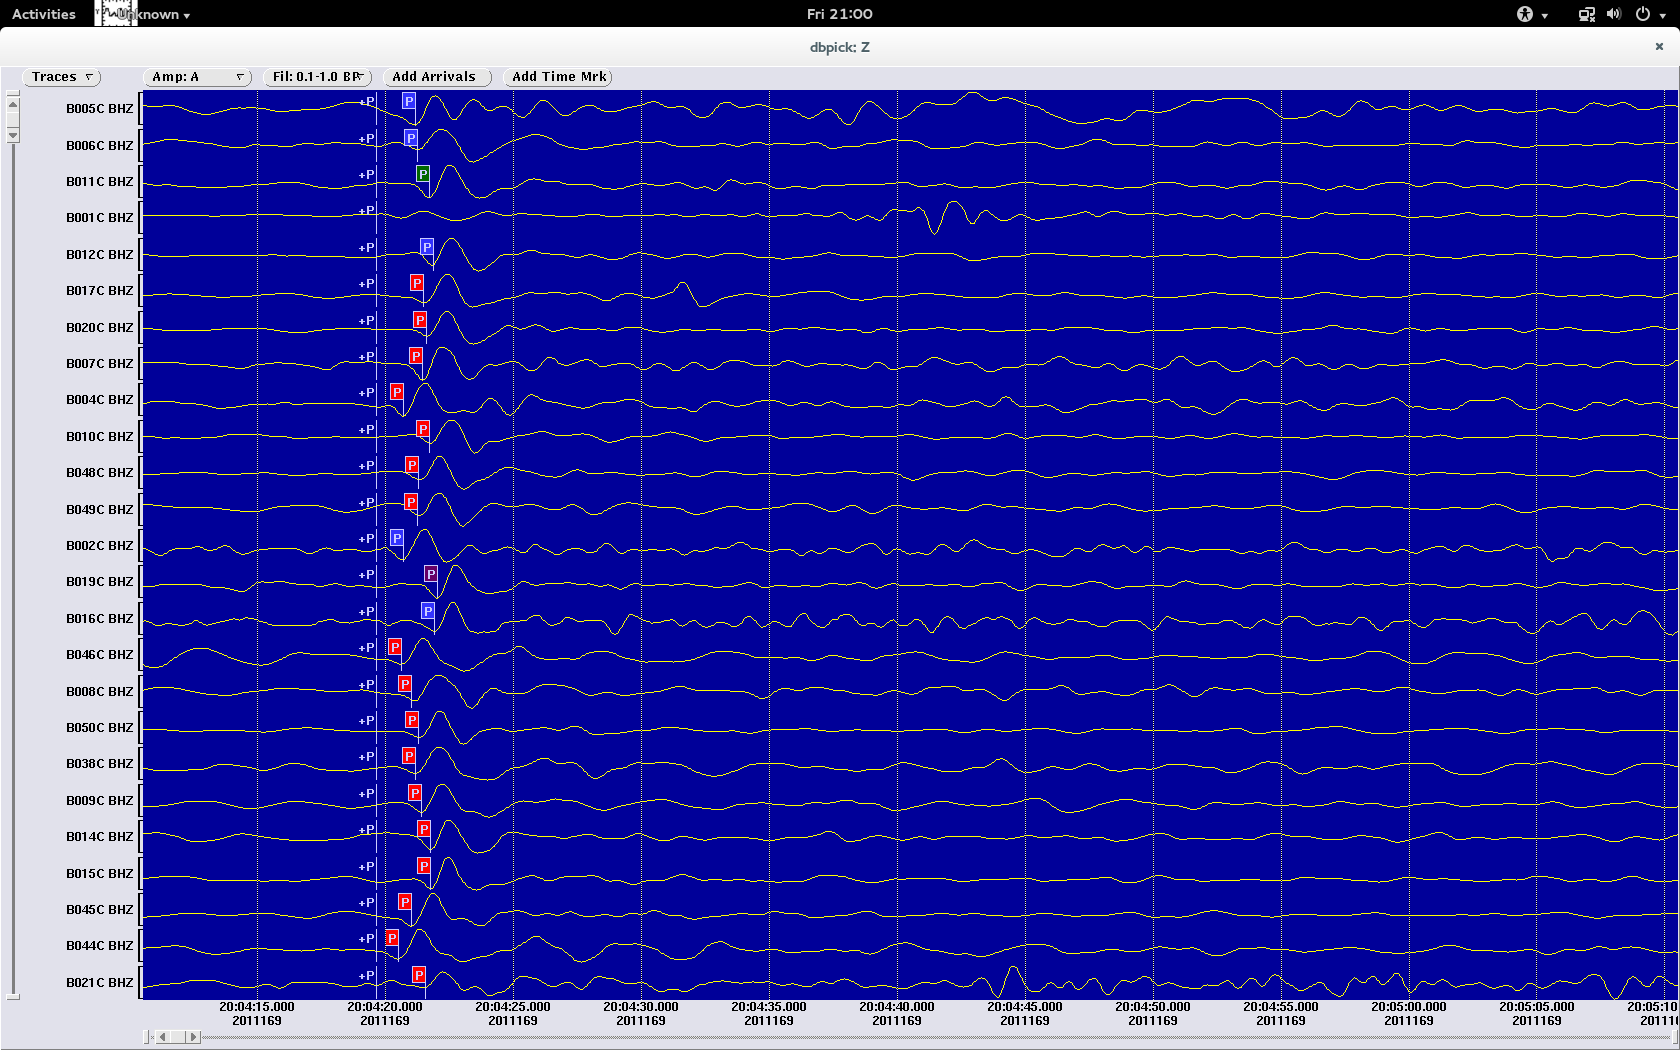 Activities Unknown Fri 21:00
dbpick: Z ×
Traces Amp: A Fil: 0.1-1.0 BP Add Arrivals Add Time Mrk
B005C BHZ +P P
B006C BHZ +P P
B011C BHZ +P P
B001C BHZ +P
B012C BHZ +P P
B017C BHZ +P P
B020C BHZ +P P
B007C BHZ +P P
B004C BHZ +P P
B010C BHZ +P P
B048C BHZ +P P
B049C BHZ +P P
B002C BHZ +P P
B019C BHZ +P P
B016C BHZ +P P
B046C BHZ +P P
B008C BHZ +P P
B050C BHZ +P P
B038C BHZ +P P
B009C BHZ +P P
B014C BHZ +P P
B015C BHZ +P P
B045C BHZ +P P
B044C BHZ +P P
B021C BHZ +P P
20:04:15.000 20:04:20.000 20:04:25.000 20:04:30.000 20:04:35.000 20:04:40.000 20:04:45.000 20:04:50.000 20:04:55.000 20:05:00.000 20:05:05.000 20:05:10
2011169 2011169 2011169 2011169 2011169 2011169 2011169 2011169 2011169 2011169 2011169 20111